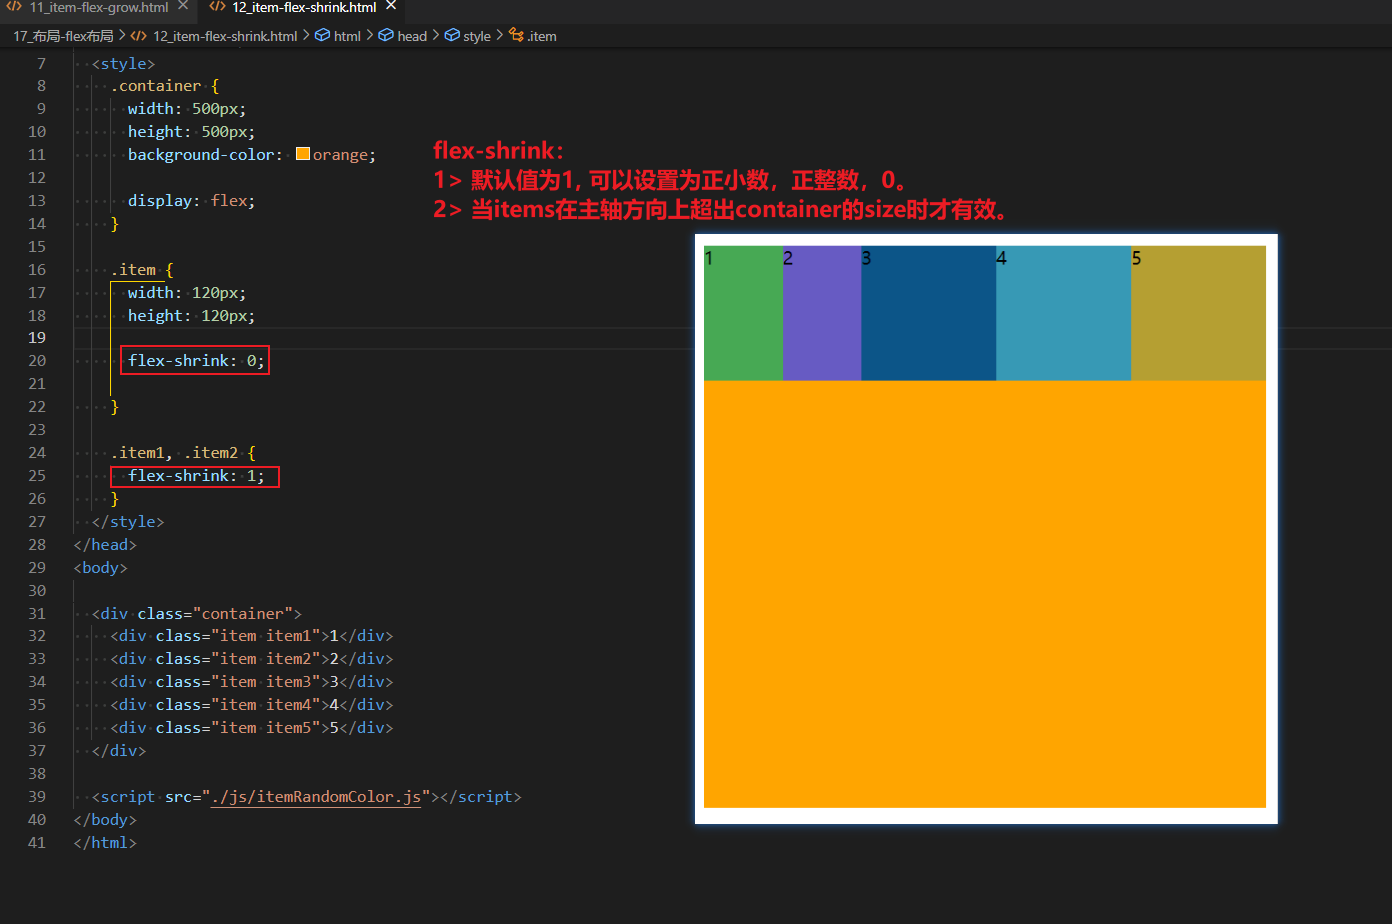 11_item-flex-grow.html 12_item-flex-shrink.html
17_布局-flex布局 12_item-flex-shrink.html html head style .item
7 <style>
8 .container {
9 width: 500px;
10 height: 500px;
11 background-color: orange;
12
13 display: flex;
14 }
15
16 .item {
17 width: 120px;
18 height: 120px;
19
20 flex-shrink: 0;
21
22 }
23
24 .item1, .item2 {
25 flex-shrink: 1;
26 }
27 </style>
28 </head>
29 <body>
30
31 <div class="container">
32 <div class="item item1">1</div>
33 <div class="item item2">2</div>
34 <div class="item item3">3</div>
35 <div class="item item4">4</div>
36 <div class="item item5">5</div>
37 </div>
38
39 <script src="./js/itemRandomColor.js"></script>
40 </body>
41 </html>
flex-shrink：
1> 默认值为1, 可以设置为正小数，正整数，0。
2> 当items在主轴方向上超出container的size时才有效。
1 2 3 4 5